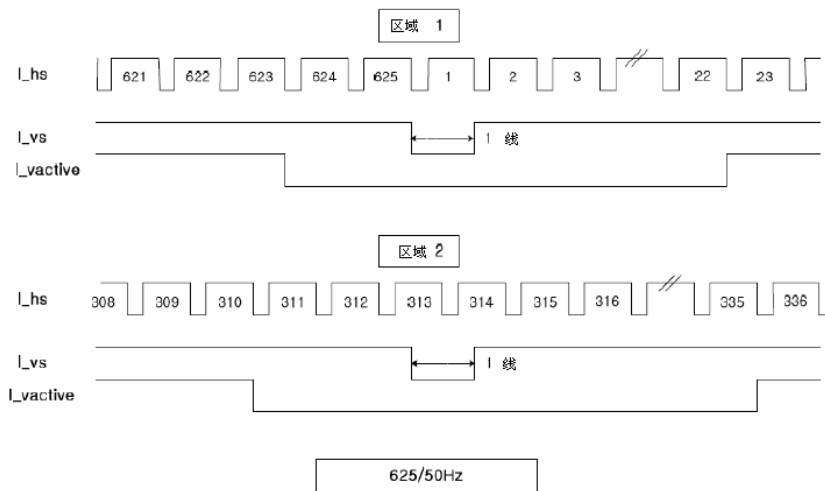 区域 1
I_hs 621 622 623 624 625 1 2 3 22 23
I_vs 1 线
I_vactive
区域 2
I_hs 308 309 310 311 312 313 314 315 316 335 336
I_vs 1 线
I_vactive
625/50Hz